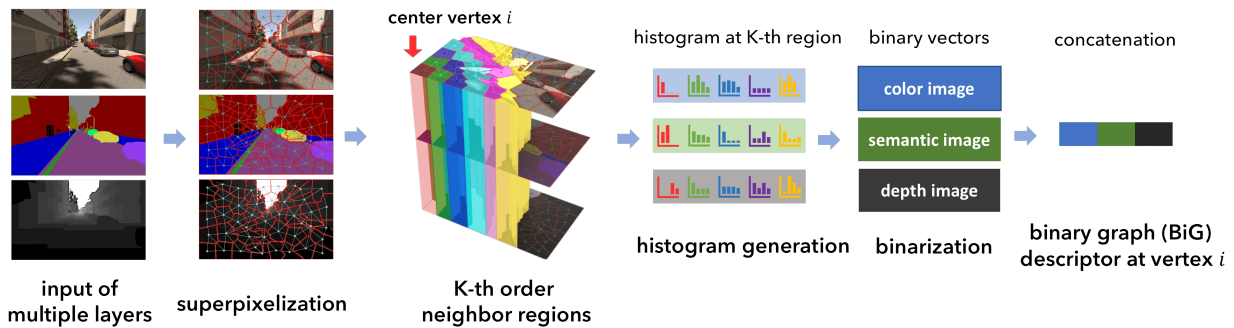 center vertex i
histogram at K-th region
binary vectors
concatenation
color image
semantic image
depth image
input of
multiple layers
superpixelization
K-th order
neighbor regions
histogram generation
binarization
binary graph (BiG)
descriptor at vertex i